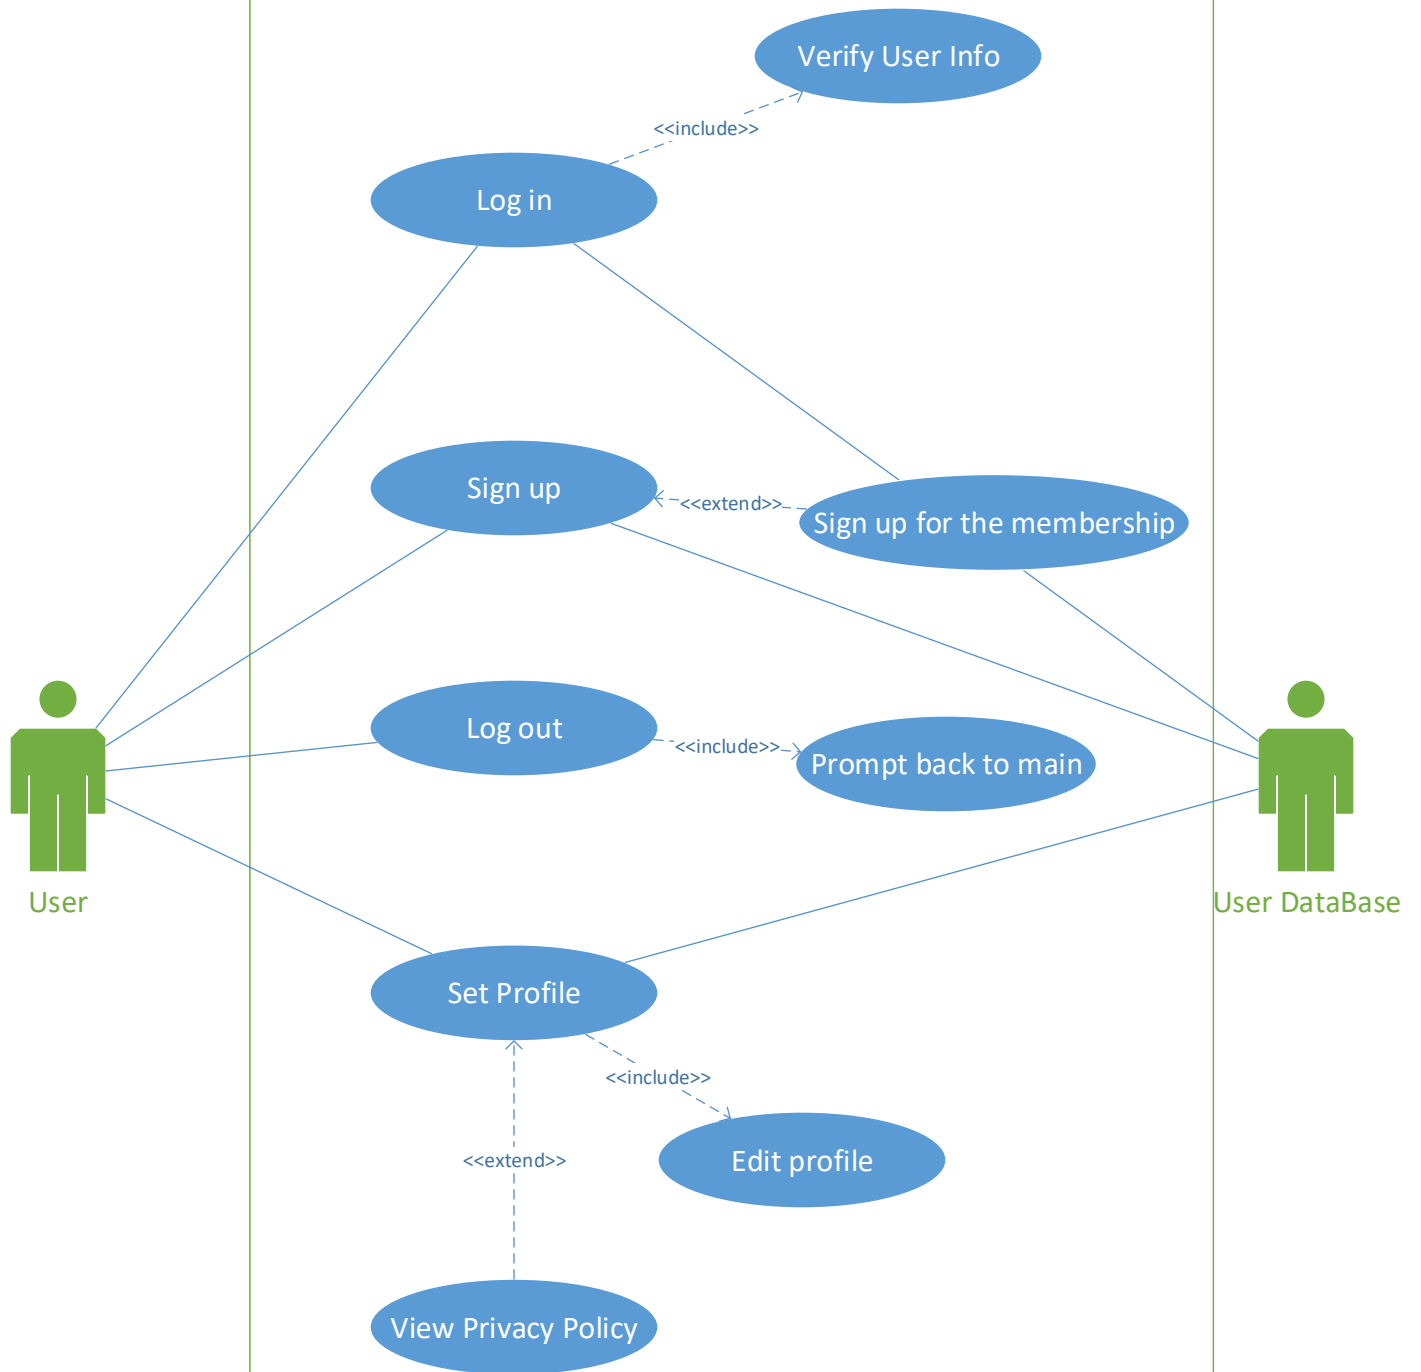 Verify User Info
<<include>>
Log in
Sign up
<<extend>>
Sign up for the membership
Log out
<<include>>
Prompt back to main
User
User DataBase
Set Profile
<<include>>
Edit profile
<<extend>>
View Privacy Policy